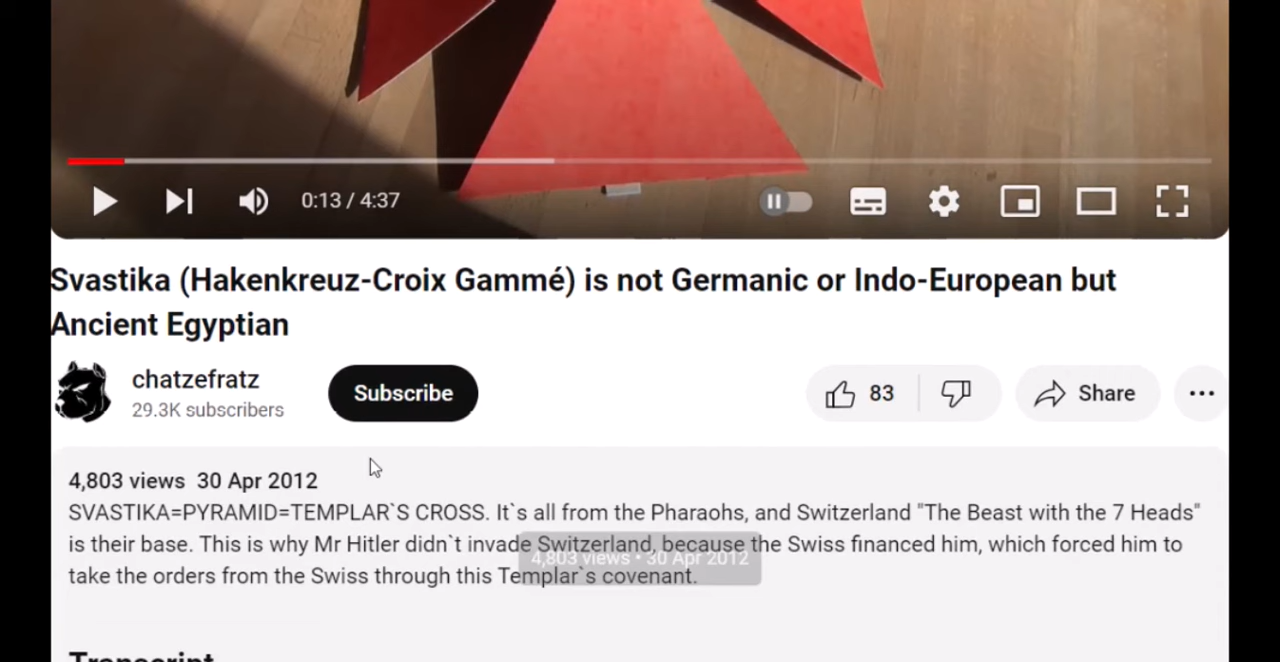 0:13 / 4:37
Svastika (Hakenkreuz-Croix Gammé) is not Germanic or Indo-European but
Ancient Egyptian
chatzefratz
29.3K subscribers
Subscribe
83
Share
4,803 views 30 Apr 2012
SVASTIKA=PYRAMID=TEMPLAR`S CROSS. It`s all from the Pharaohs, and Switzerland "The Beast with the 7 Heads"
is their base. This is why Mr Hitler didn`t invade Switzerland, because the Swiss financed him, which forced him to
4,803 views • 30 Apr 2012
take the orders from the Swiss through this Templar`s covenant.
Transcript